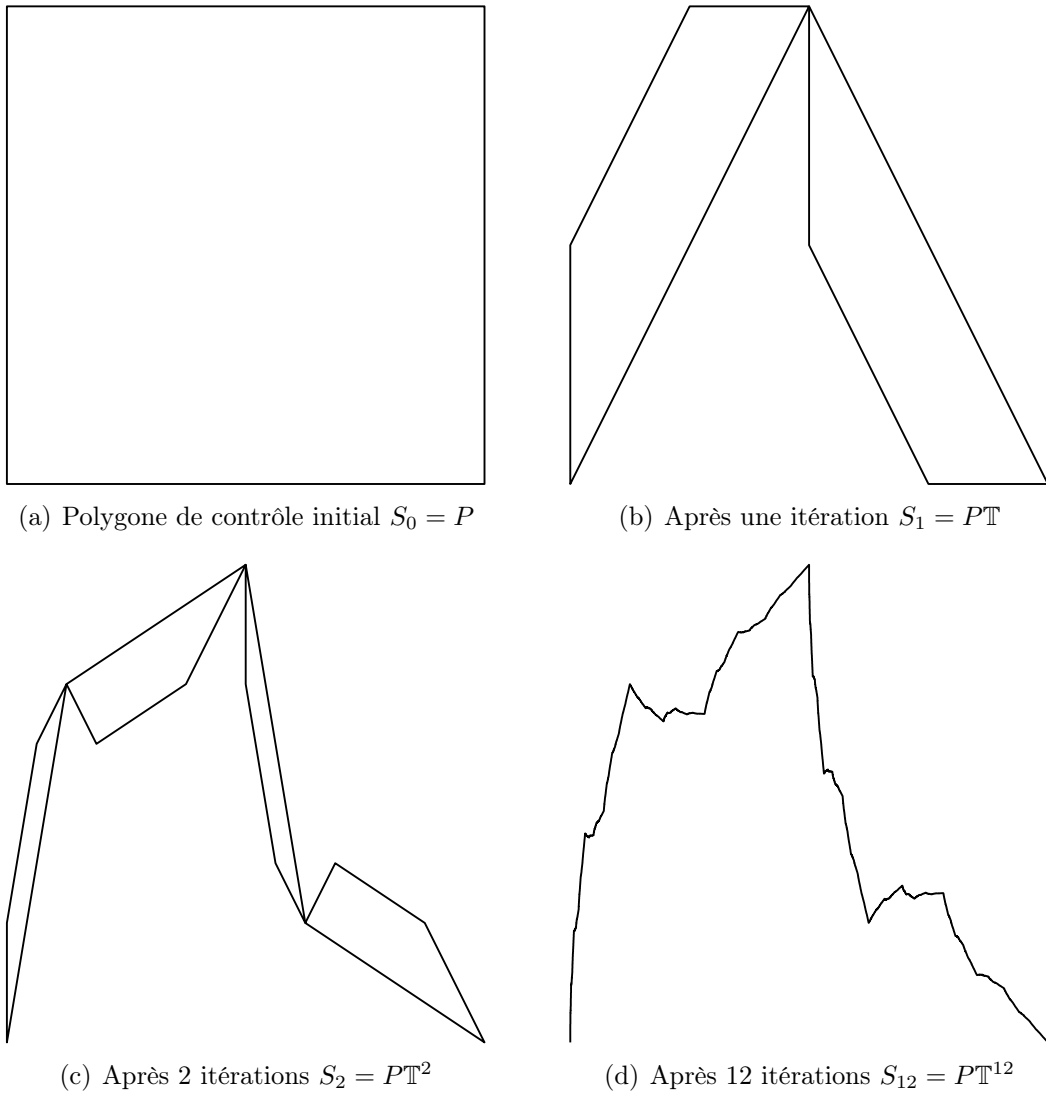 (a) Polygone de contrôle initial S₀ = P
(b) Après une itération S₁ = P𝕋
(c) Après 2 itérations S₂ = P𝕋²
(d) Après 12 itérations S₁₂ = P𝕋¹²